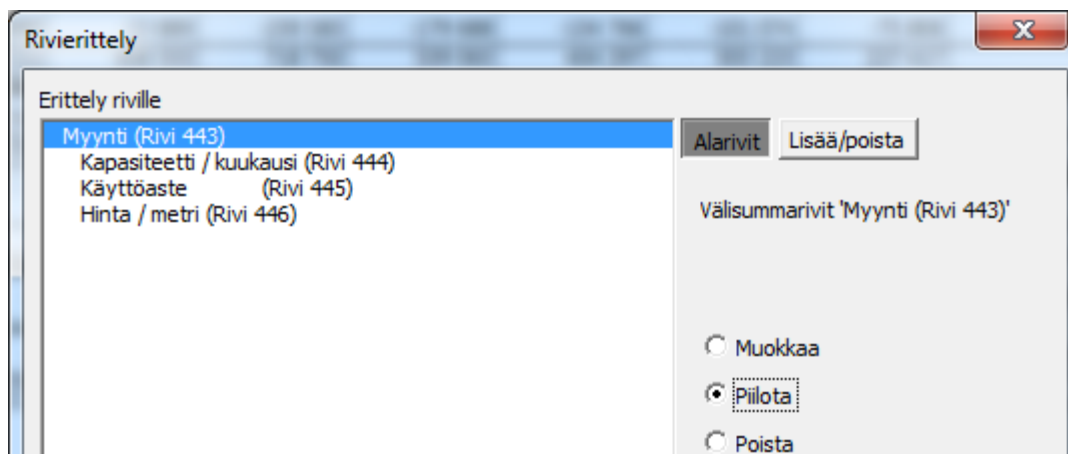 Rivierittely
Erittely riville
Myynti (Rivi 443)
Kapasiteetti / kuukausi (Rivi 444)
Käyttöaste (Rivi 445)
Hinta / metri (Rivi 446)
Alarivit Lisää/poista
Välisummarivit 'Myynti (Rivi 443)'
Muokkaa
Piilota
Poista